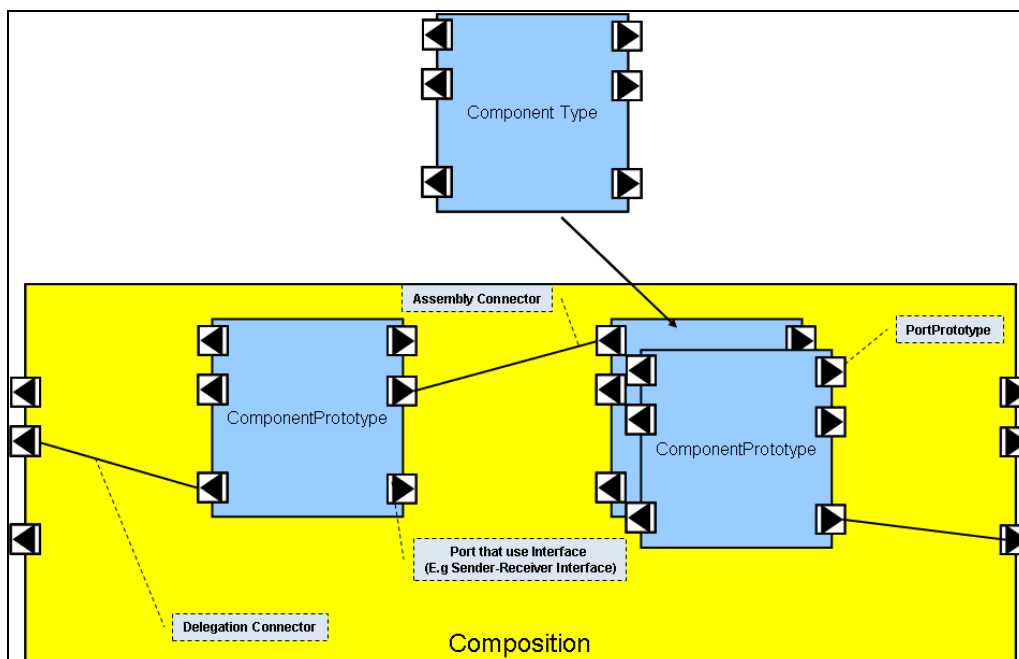 Component Type
Assembly Connector
PortPrototype
ComponentPrototype
ComponentPrototype
Port that use Interface
(E.g Sender-Receiver Interface)
Delegation Connector
Composition